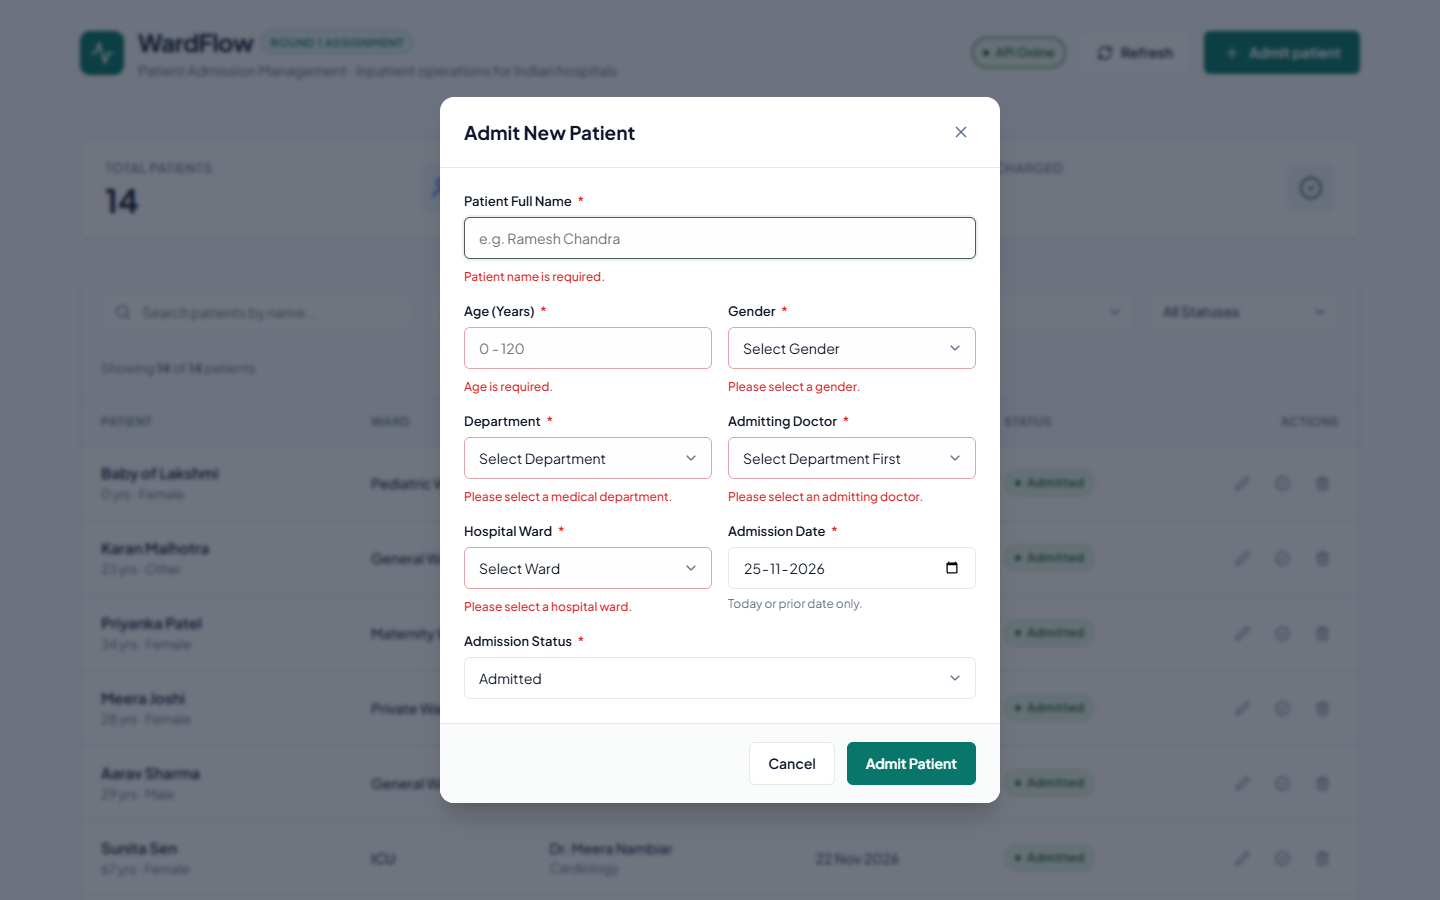 WardFlow ROUND 1 ASSIGNMENT
Patient Admission Management · Inpatient operations for Indian hospitals
API Online
Refresh
Admit patient
TOTAL PATIENTS
14
CHARGED
Search patients by name...
All Statuses
Showing 14 of 14 patients
PATIENT WARD STATUS ACTIONS
Baby of Lakshmi
0 yrs · Female
Pediatric
Admitted
Karan Malhotra
23 yrs · Other
General
Admitted
Priyanka Patel
34 yrs · Female
Maternity
Admitted
Meera Joshi
28 yrs · Female
Private
Admitted
Aarav Sharma
29 yrs · Male
General
Admitted
Sunita Sen
67 yrs · Female
ICU
Dr. Meera Nambiar
Cardiology
22 Nov 2026
Admitted
Admit New Patient
Patient Full Name *
e.g. Ramesh Chandra
Patient name is required.
Age (Years) * Gender *
0 - 120 Select Gender
Age is required. Please select a gender.
Department * Admitting Doctor *
Select Department Select Department First
Please select a medical department. Please select an admitting doctor.
Hospital Ward * Admission Date *
Select Ward 25-11-2026
Please select a hospital ward. Today or prior date only.
Admission Status *
Admitted
Cancel Admit Patient